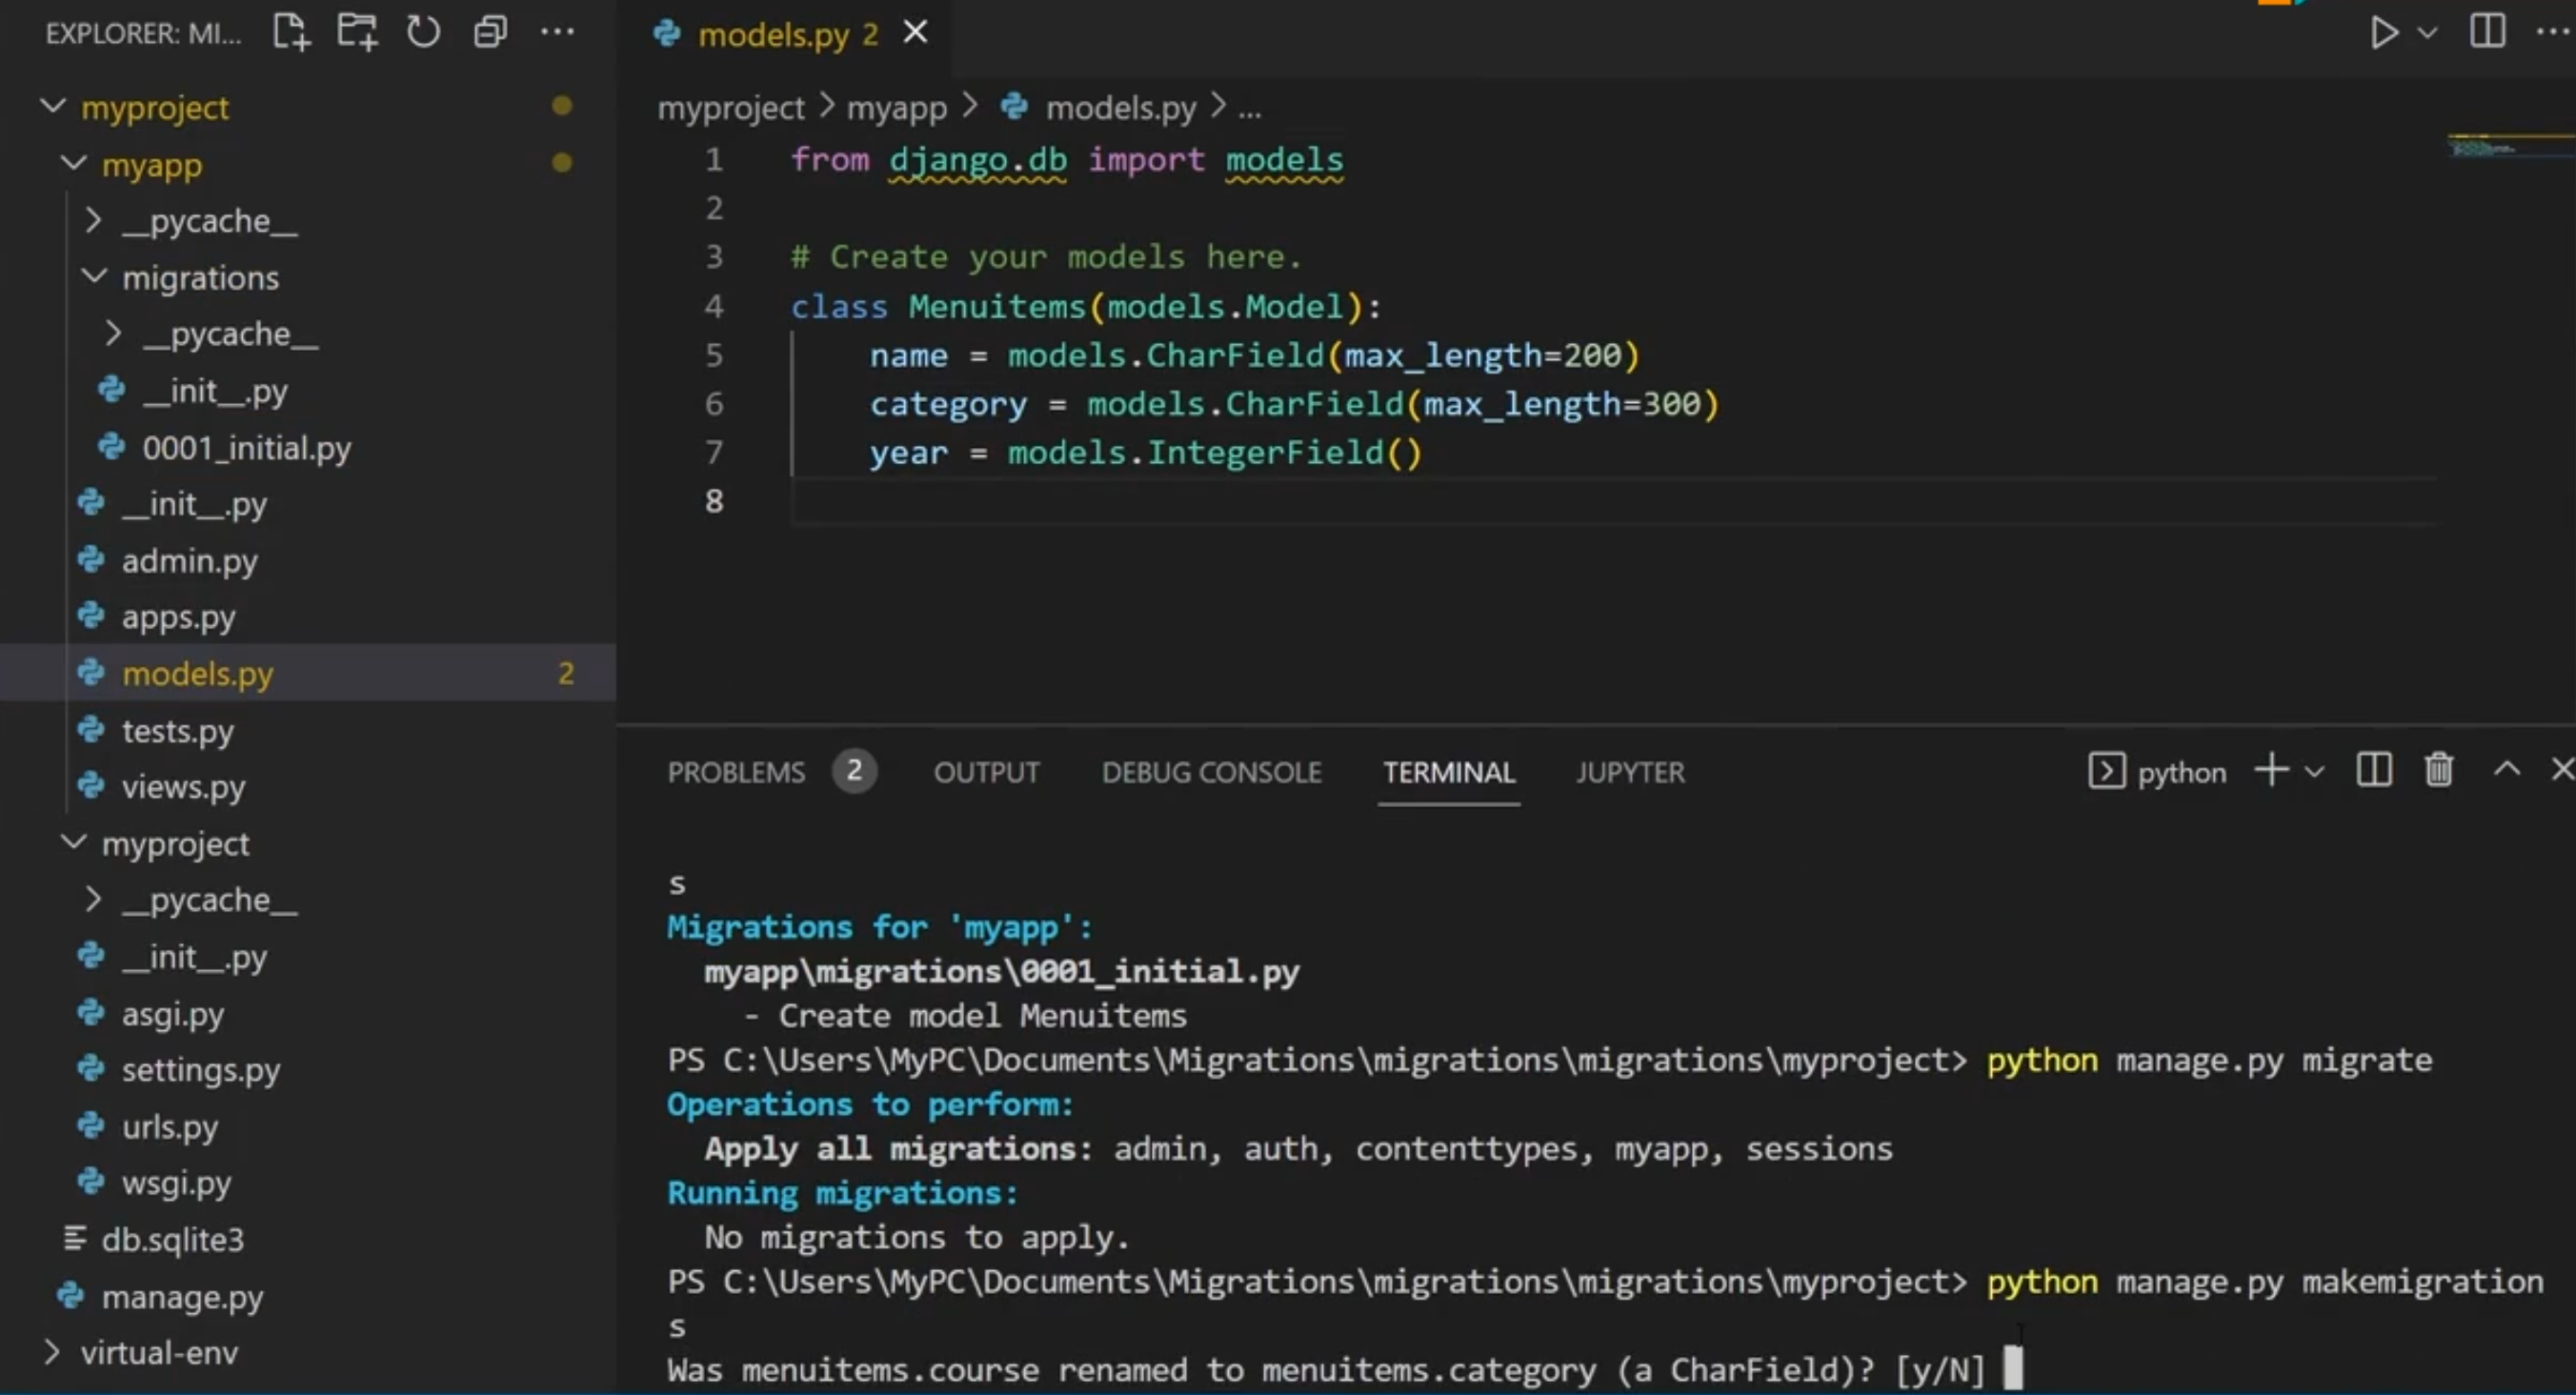 EXPLORER: MI...
myproject
myapp
__pycache__
migrations
__pycache__
__init__.py
0001_initial.py
__init__.py
admin.py
apps.py
models.py 2
tests.py
views.py
myproject
__pycache__
__init__.py
asgi.py
settings.py
urls.py
wsgi.py
db.sqlite3
manage.py
virtual-env
models.py 2
myproject > myapp > models.py > ...
1 from django.db import models
2
3 # Create your models here.
4 class Menuitems(models.Model):
5 name = models.CharField(max_length=200)
6 category = models.CharField(max_length=300)
7 year = models.IntegerField()
8
PROBLEMS 2 OUTPUT DEBUG CONSOLE TERMINAL JUPYTER python
s
Migrations for 'myapp':
myapp\migrations\0001_initial.py
- Create model Menuitems
PS C:\Users\MyPC\Documents\Migrations\migrations\migrations\myproject> python manage.py migrate
Operations to perform:
Apply all migrations: admin, auth, contenttypes, myapp, sessions
Running migrations:
No migrations to apply.
PS C:\Users\MyPC\Documents\Migrations\migrations\migrations\myproject> python manage.py makemigration
s
Was menuitems.course renamed to menuitems.category (a CharField)? [y/N]